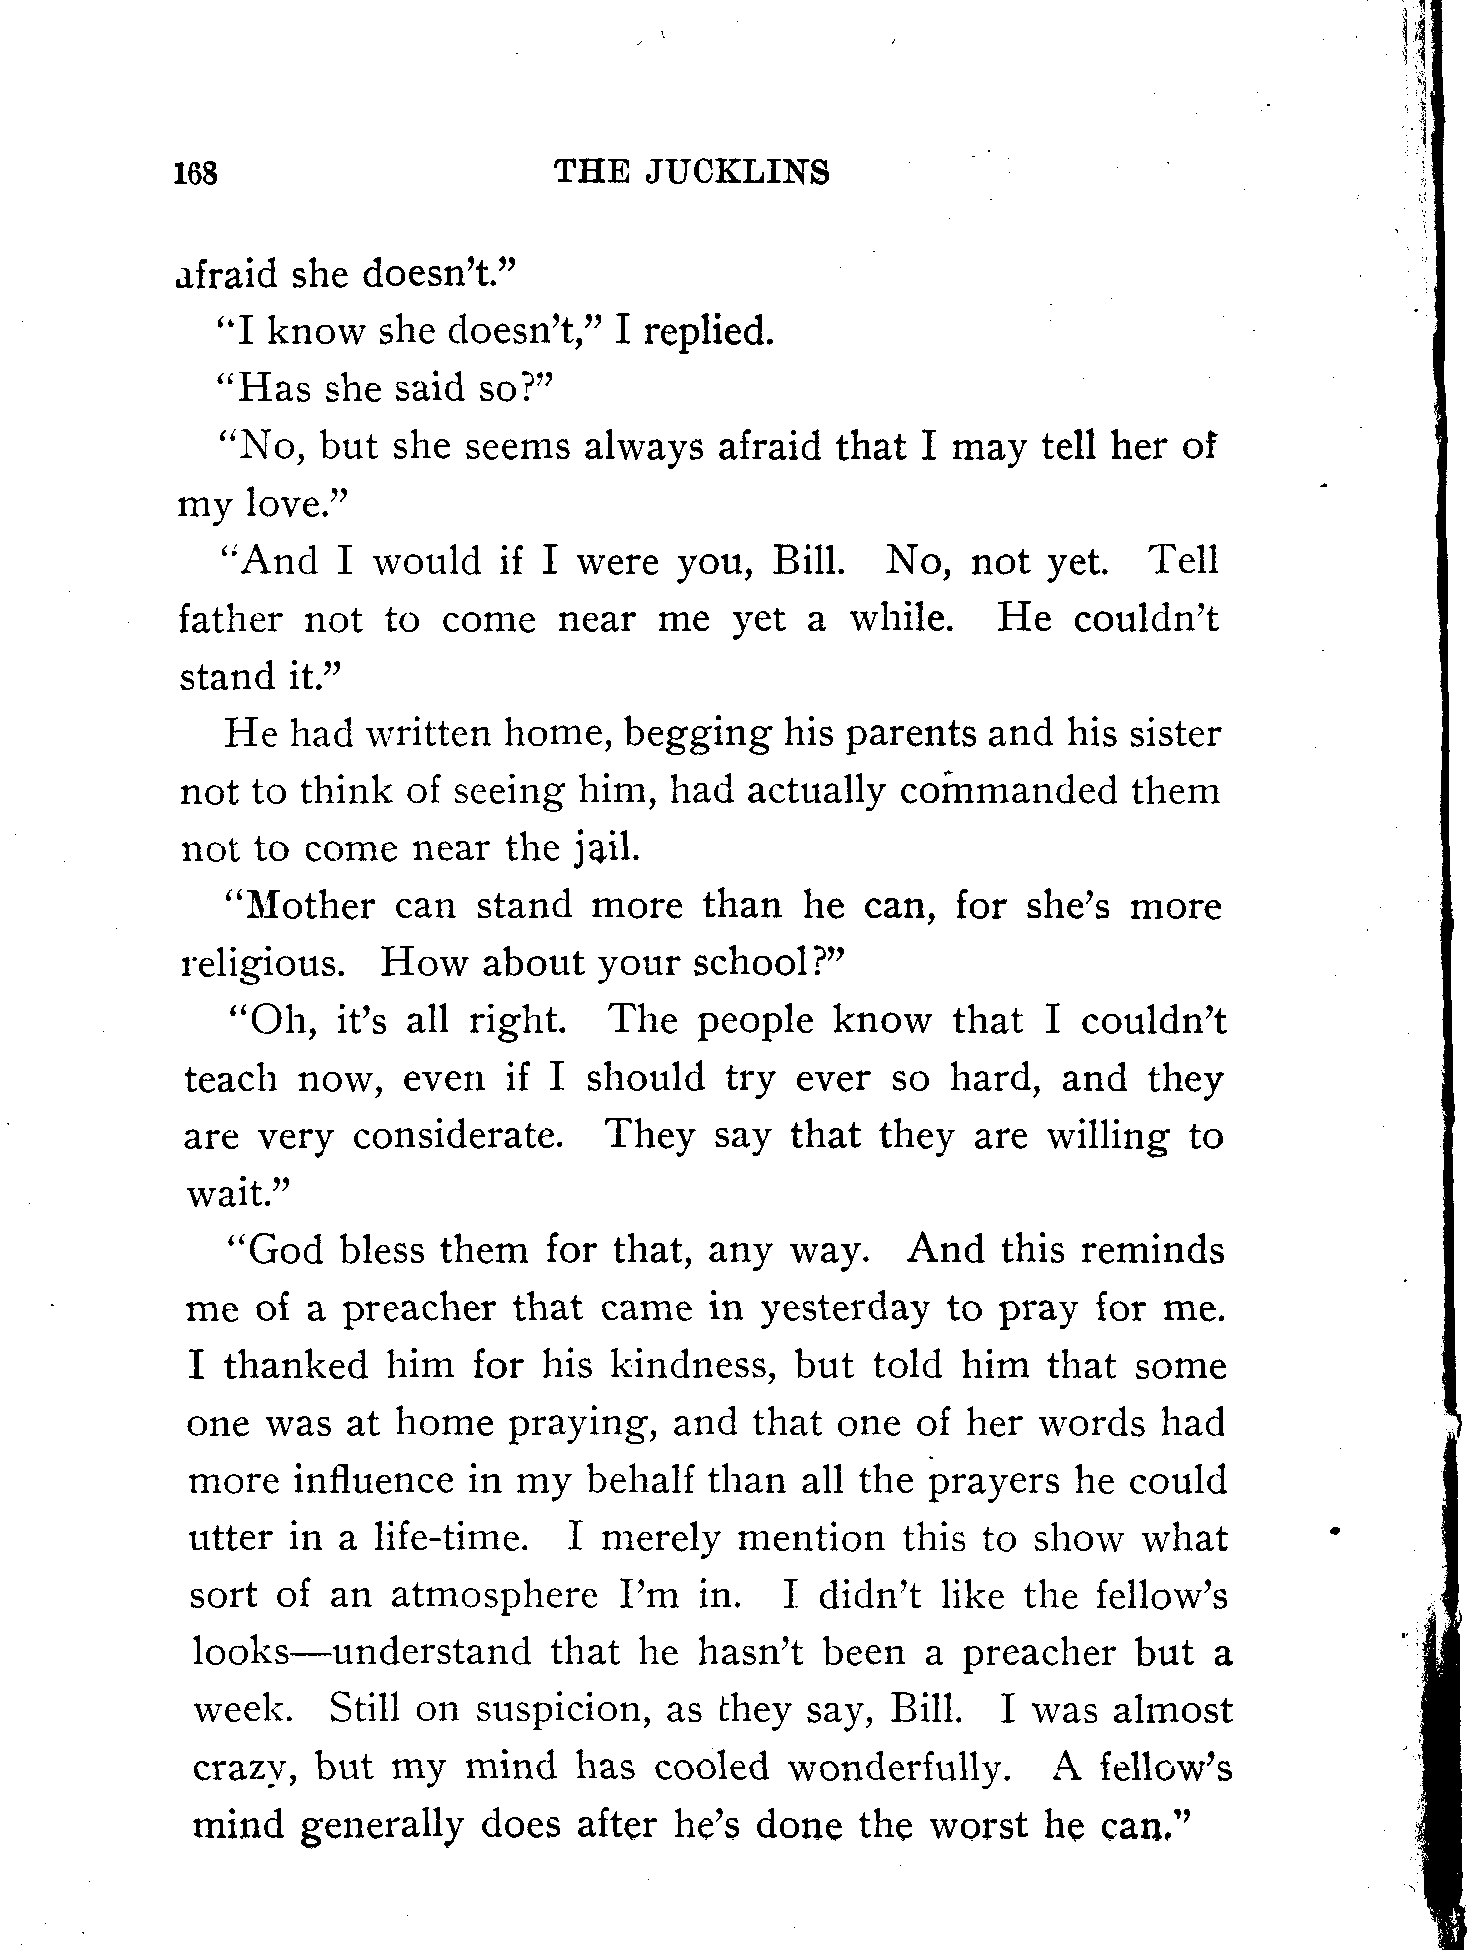 168 THE JUCKLINS
afraid she doesn't."
"I know she doesn't," I replied.
"Has she said so?"
"No, but she seems always afraid that I may tell her of
my love."
"And I would if I were you, Bill. No, not yet. Tell
father not to come near me yet a while. He couldn't
stand it."
He had written home, begging his parents and his sister
not to think of seeing him, had actually commanded them
not to come near the jail.
"Mother can stand more than he can, for she's more
religious. How about your school?"
"Oh, it's all right. The people know that I couldn't
teach now, even if I should try ever so hard, and they
are very considerate. They say that they are willing to
wait."
"God bless them for that, any way. And this reminds
me of a preacher that came in yesterday to pray for me.
I thanked him for his kindness, but told him that some
one was at home praying, and that one of her words had
more influence in my behalf than all the prayers he could
utter in a life-time. I merely mention this to show what
sort of an atmosphere I'm in. I didn't like the fellow's
looks—understand that he hasn't been a preacher but a
week. Still on suspicion, as they say, Bill. I was almost
crazy, but my mind has cooled wonderfully. A fellow's
mind generally does after he's done the worst he can."